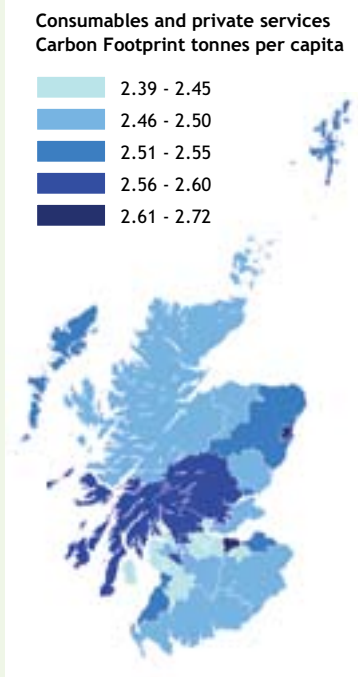 Consumables and private services
Carbon Footprint tonnes per capita
2.39 - 2.45
2.46 - 2.50
2.51 - 2.55
2.56 - 2.60
2.61 - 2.72